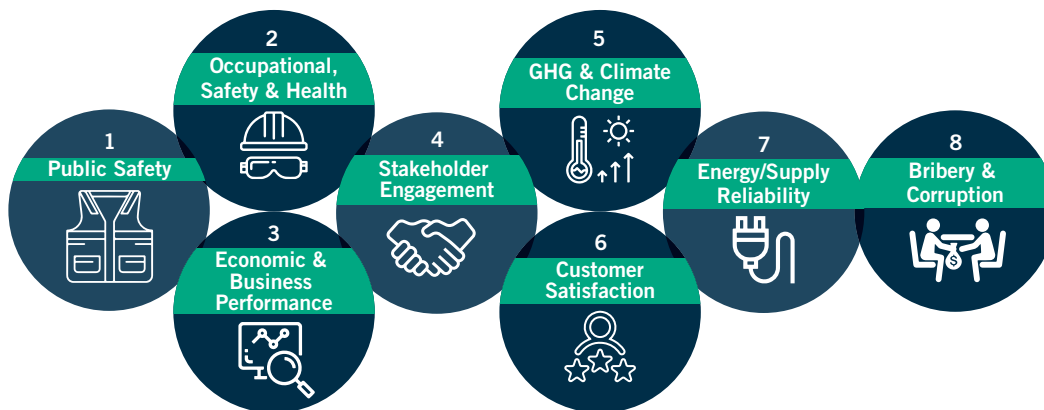 1
Public Safety
2
Occupational,
Safety & Health
3
Economic &
Business
Performance
4
Stakeholder
Engagement
5
GHG & Climate
Change
6
Customer
Satisfaction
7
Energy/Supply
Reliability
8
Bribery &
Corruption
$